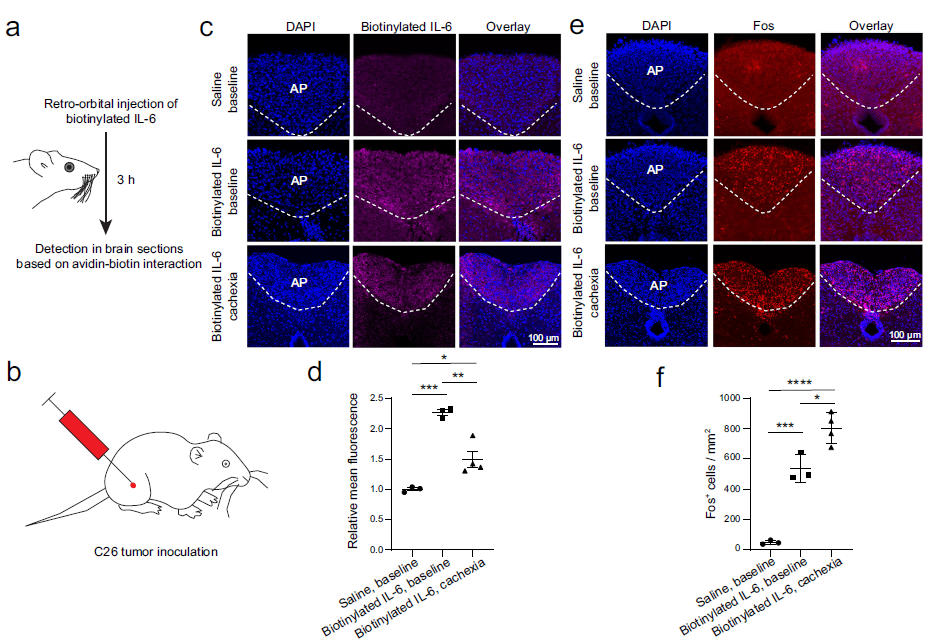 a
Retro-orbital injection of
biotinylated IL-6
3 h
Detection in brain sections
based on avidin-biotin interaction
b
C26 tumor inoculation
c
DAPI
Biotinylated IL-6
Overlay
Saline
baseline
AP
Biotinylated IL-6
baseline
AP
Biotinylated IL-6
cachexia
AP
100 µm
d
Relative mean fluorescence
2.5
2.0
1.5
1.0
0.5
0.0
*
**
***
Saline, baseline
Biotinylated IL-6, baseline
Biotinylated IL-6, cachexia
e
DAPI
Fos
Overlay
Saline
baseline
AP
Biotinylated IL-6
baseline
AP
Biotinylated IL-6
cachexia
AP
100 µm
f
Fos+ cells / mm2
1000
800
600
400
200
0
****
*
***
Saline, baseline
Biotinylated IL-6, baseline
Biotinylated IL-6, cachexia